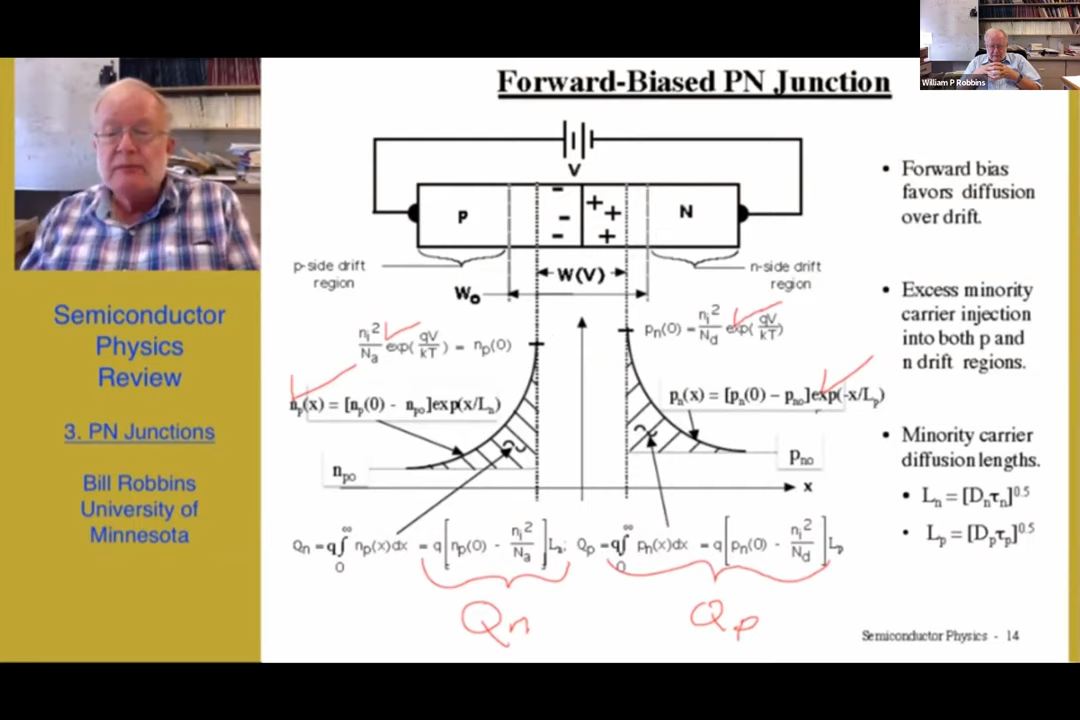 William P Robbins
Forward-Biased PN Junction
V
P
- - -
+ + + +
N
p-side drift
region
W(V)
Wₒ
n-side drift
region
nᵢ²/Nₐ exp(qV/kT) = nₚ(0)
Pₙ(0) = nᵢ²/N_d exp(qV/kT)
nₚ(x) = [nₚ(0) - nₚₒ]exp(x/Lₙ)
pₙ(x) = [pₙ(0) – pₙₒ]exp(-x/Lₚ)
nₚₒ
Pₙₒ
x
Qₙ = q∫₀^∞ nₚ(x)dx = q[nₚ(0) - nᵢ²/Nₐ]Lₙ;
Qₚ = q∫₀^∞ pₙ(x)dx = q[pₙ(0) - nᵢ²/N_d]Lₚ
Qn
Qp
• Forward bias
favors diffusion
over drift.
• Excess minority
carrier injection
into both p and
n drift regions.
• Minority carrier
diffusion lengths.
• Lₙ = [Dₙτₙ]^0.5
• Lₚ = [Dₚτₚ]^0.5
Semiconductor Physics - 14
Semiconductor
Physics
Review
3. PN Junctions
Bill Robbins
University of
Minnesota